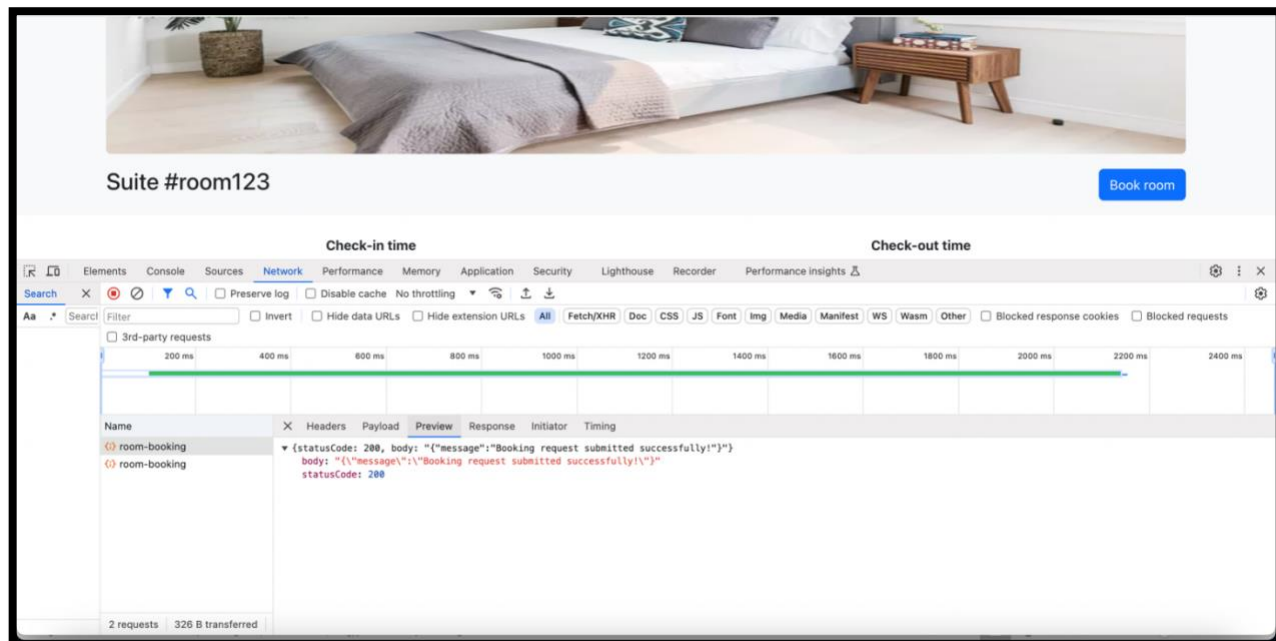 Suite #room123
Book room
Check-in time
Check-out time
Elements Console Sources Network Performance Memory Application Security Lighthouse Recorder Performance insights
Search Preserve log Disable cache No throttling
Aa .* Search Filter Invert Hide data URLs Hide extension URLs All Fetch/XHR Doc CSS JS Font Img Media Manifest WS Wasm Other Blocked response cookies Blocked requests
3rd-party requests
200 ms 400 ms 600 ms 800 ms 1000 ms 1200 ms 1400 ms 1600 ms 1800 ms 2000 ms 2200 ms 2400 ms
Name Headers Payload Preview Response Initiator Timing
room-booking
room-booking
{statusCode: 200, body: "{"message":"Booking request submitted successfully!"}"}
body: "{\"message\":\"Booking request submitted successfully!\"}"
statusCode: 200
2 requests 326 B transferred